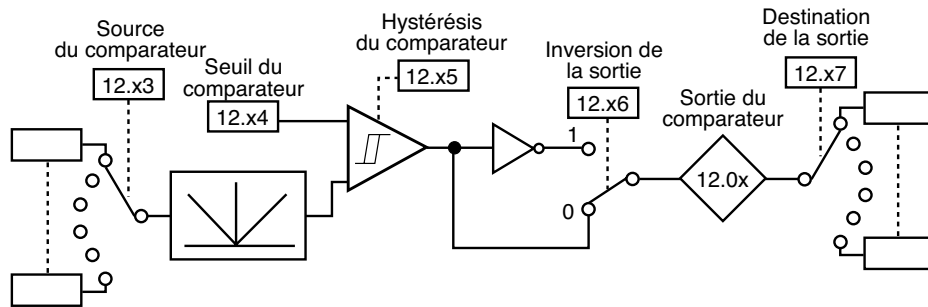 Source
du comparateur
12.x3
Seuil du
comparateur
12.x4
Hystérésis
du comparateur
12.x5
Inversion de
la sortie
12.x6
1
0
Sortie du
comparateur
12.0x
Destination
de la sortie
12.x7